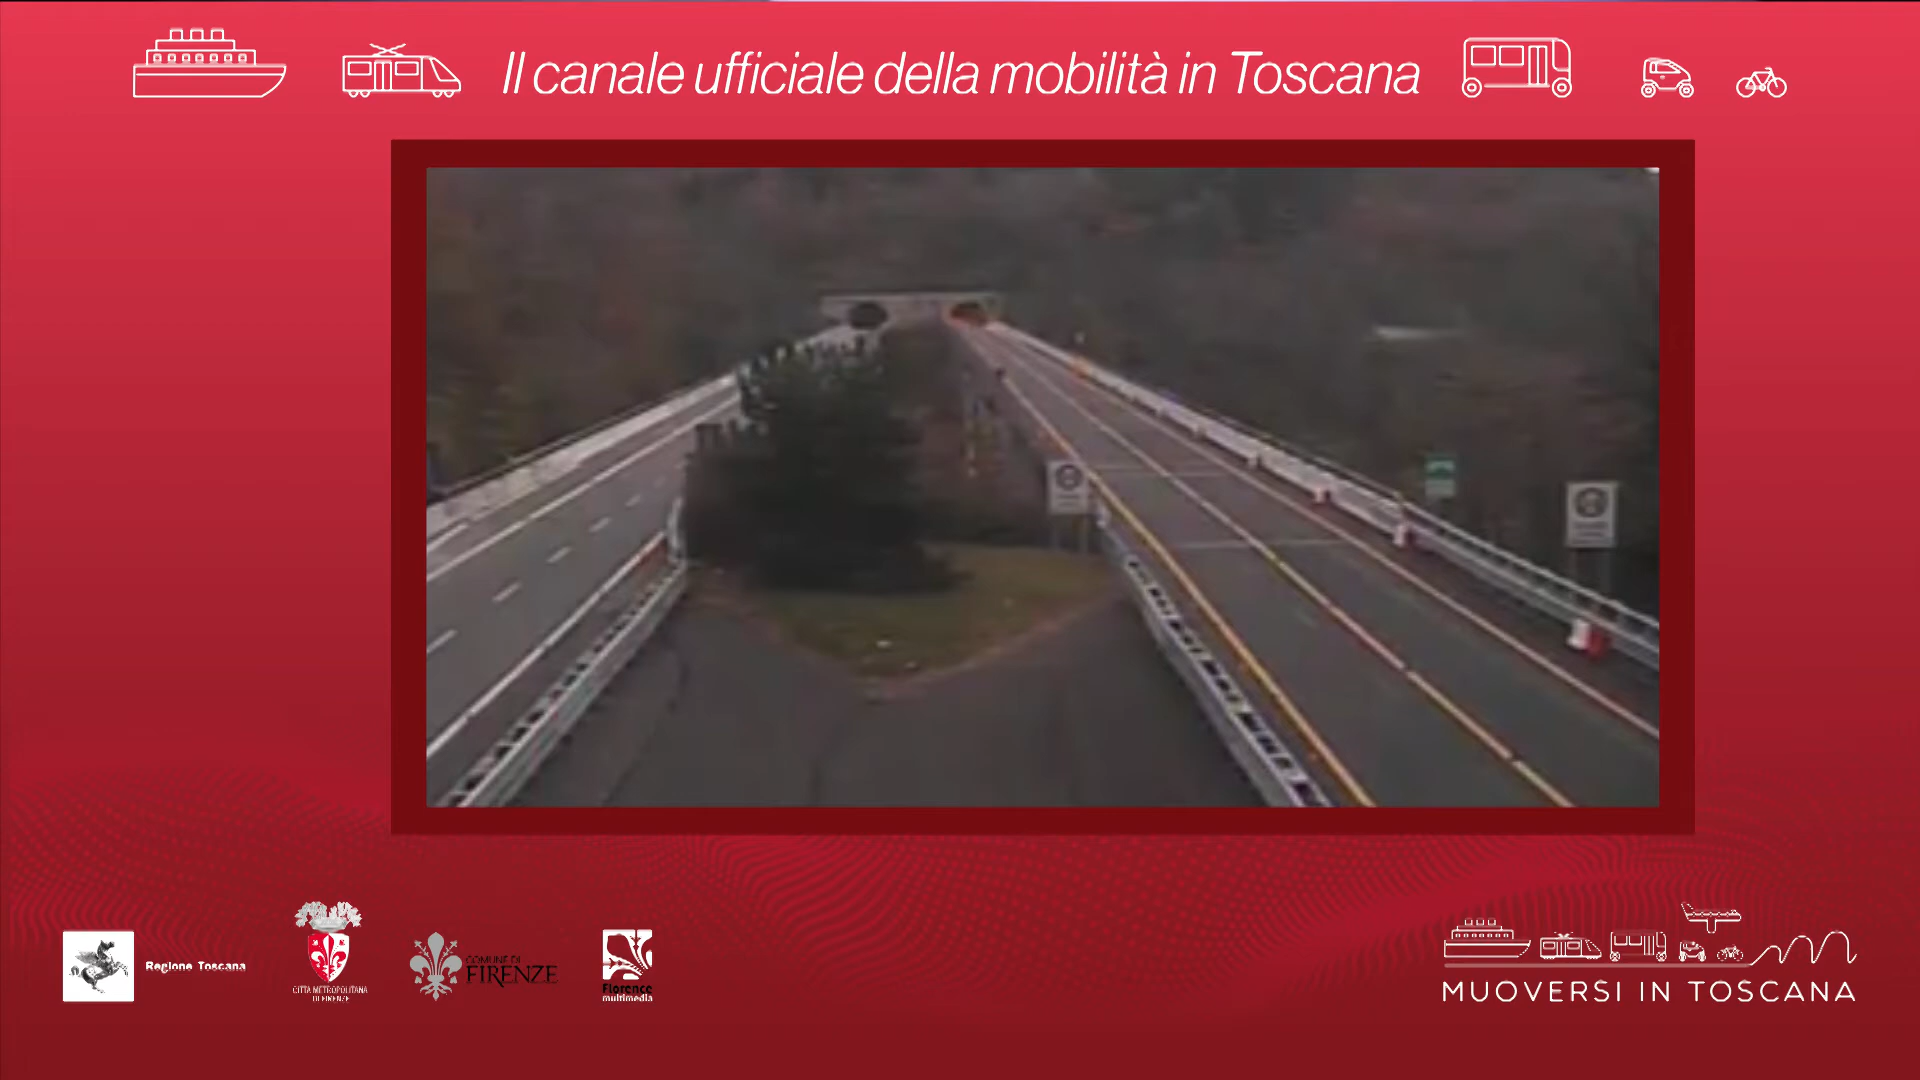 Il canale ufficiale della mobilità in Toscana
Regione Toscana
CITTÀ METROPOLITANA
DI FIRENZE
COMUNE DI
FIRENZE
Florence
multimedia
MUOVERSI IN TOSCANA